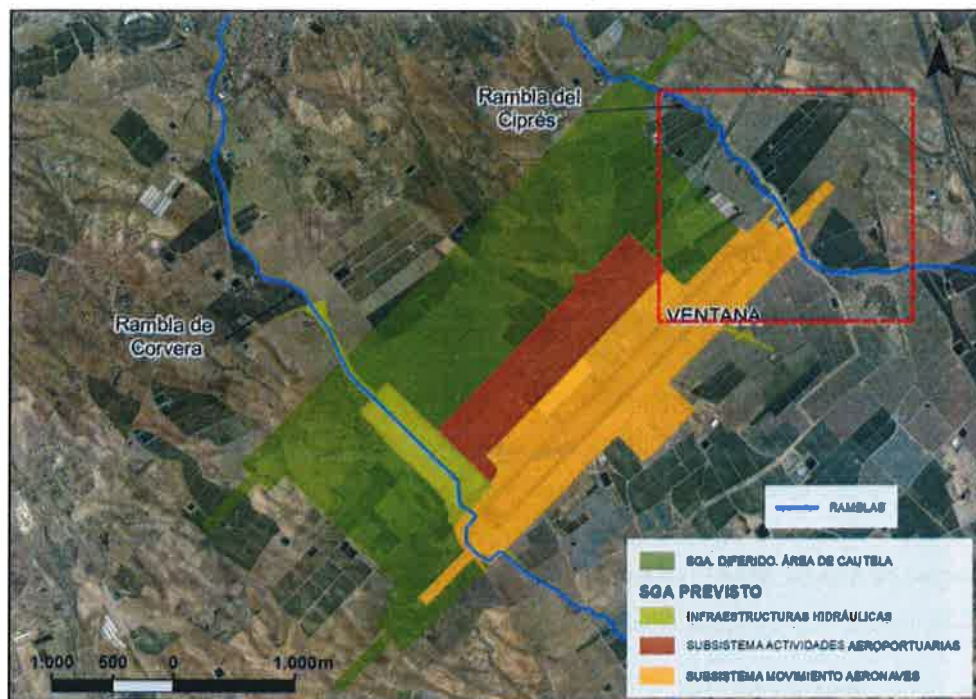 Rambla del
Ciprés
Rambla de
Corvera
VENTANA
RAMBLAS
SGA. DIFERIDO. ÁREA DE CAUTELA
SGA PREVISTO
INFRAESTRUCTURAS HIDRÁULICAS
SUBSISTEMA ACTIVIDADES AEROPORTUARIAS
SUBSISTEMA MOVIMIENTO AERONAVES
1.000 500 0 1.000m